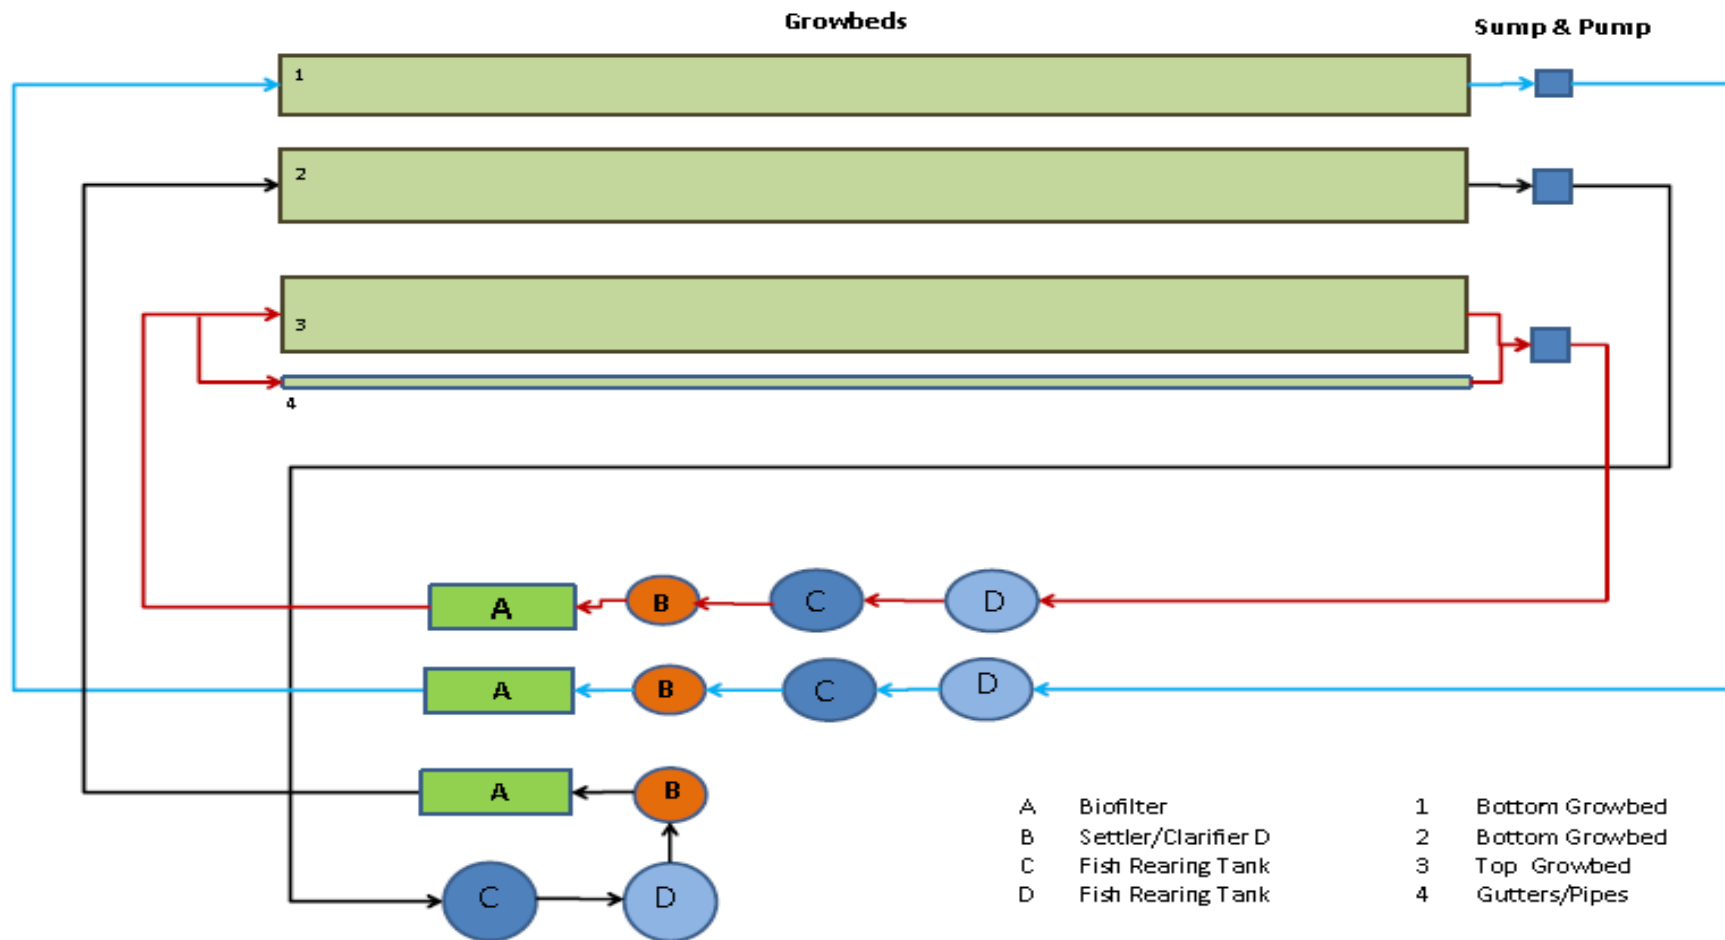 Growbeds
Sump & Pump
1
2
3
4
A B C D
A B C D
A B
C D
A Biofilter 1 Bottom Growbed
B Settler/Clarifier D 2 Bottom Growbed
C Fish Rearing Tank 3 Top Growbed
D Fish Rearing Tank 4 Gutters/Pipes